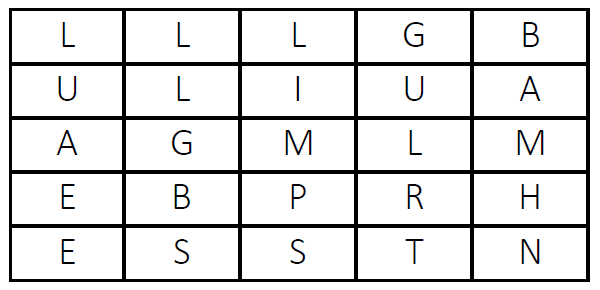 L L L G B
U L I U A
A G M L M
E B P R H
E S S T N